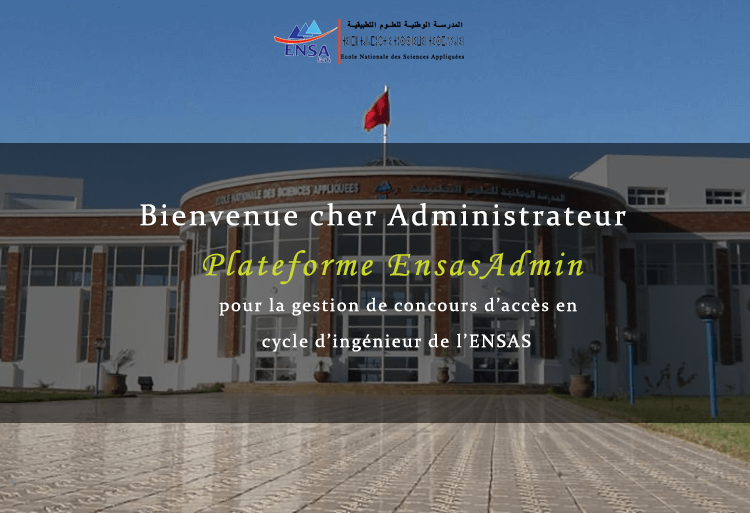 المدرسة الوطنية للعلوم التطبيقية
ENSA
Ecole Nationale des Sciences Appliquées
ECOLE NATIONALE DES SCIENCES APPLIQUEES
المدرسة الوطنية للعلوم التطبيقية
Bienvenue cher Administrateur
Plateforme EnsasAdmin
pour la gestion de concours d’accès en
cycle d’ingénieur de l’ENSAS